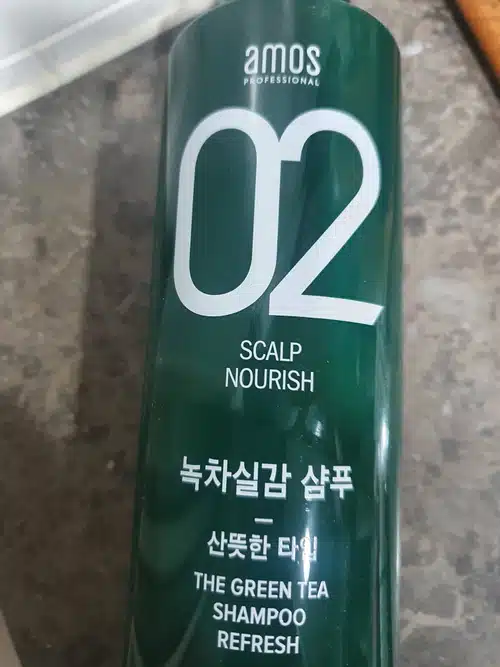 amos
PROFESSIONAL
02
SCALP
NOURISH
녹차실감 샴푸
산뜻한 타입
THE GREEN TEA
SHAMPOO
REFRESH